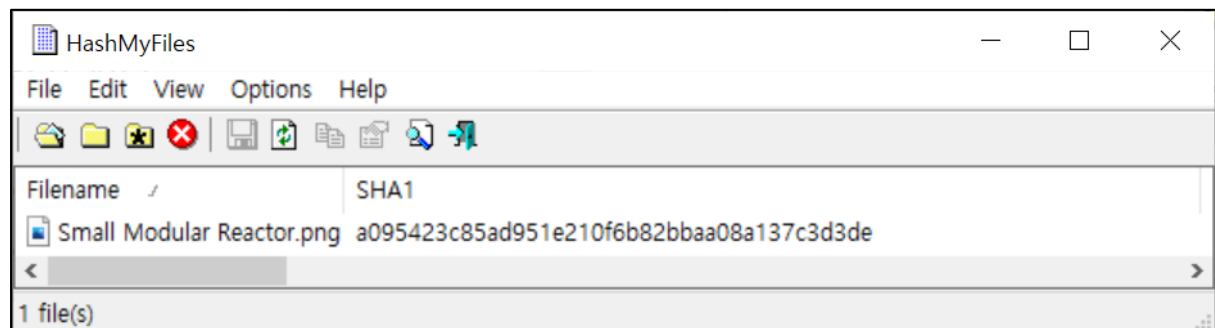 HashMyFiles
File Edit View Options Help
Filename SHA1
Small Modular Reactor.png a095423c85ad951e210f6b82bbaa08a137c3d3de
1 file(s)